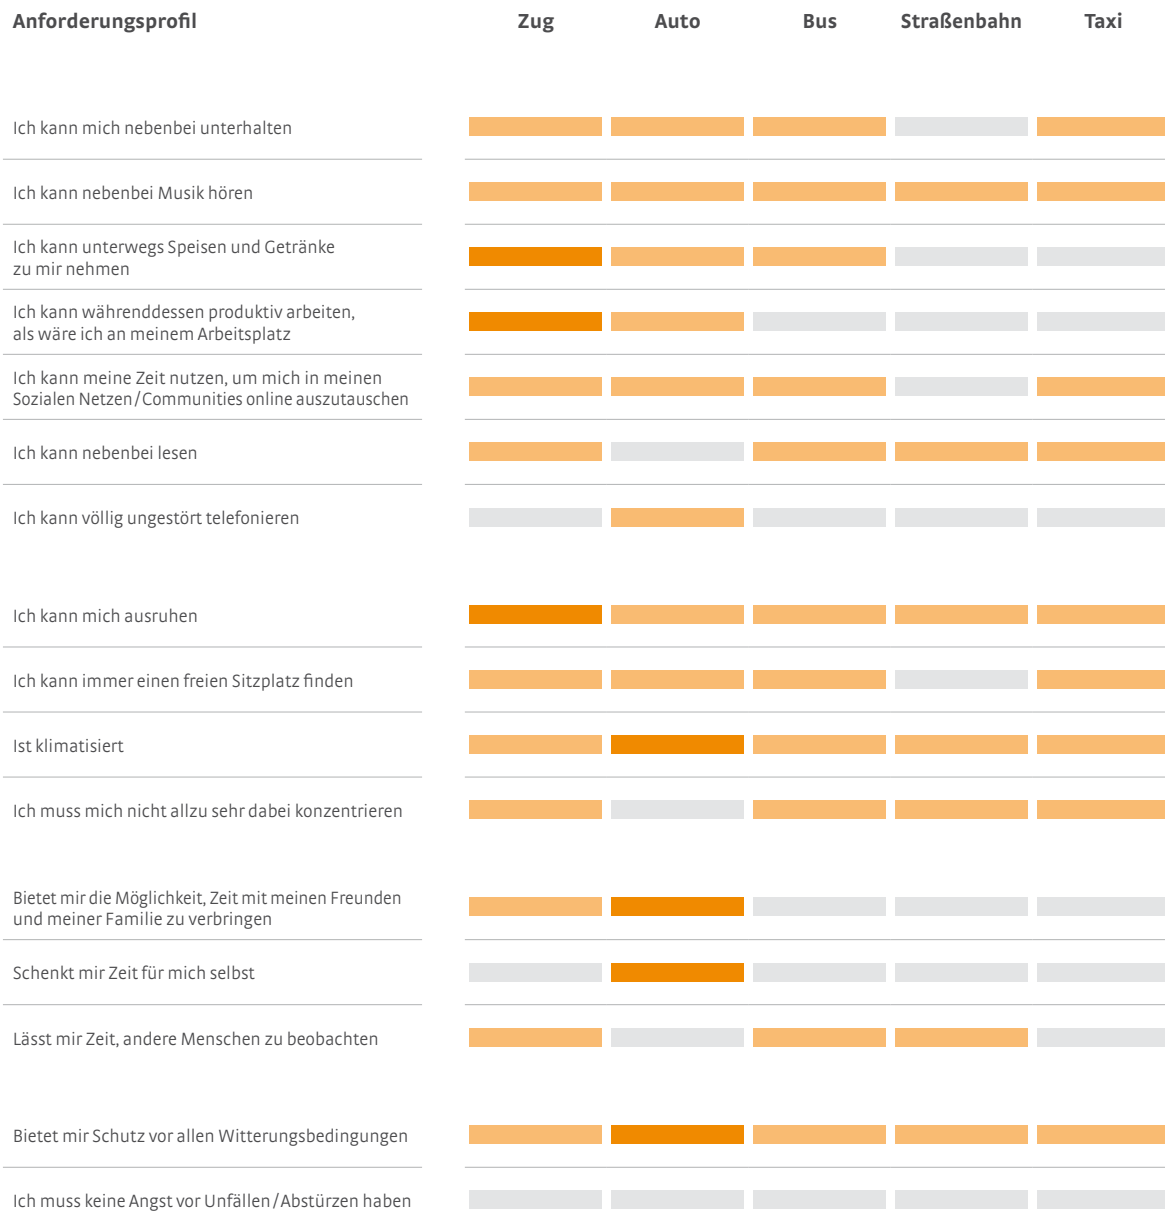 Anforderungsprofil Zug Auto Bus Straßenbahn Taxi
Ich kann mich nebenbei unterhalten
Ich kann nebenbei Musik hören
Ich kann unterwegs Speisen und Getränke
zu mir nehmen
Ich kann währenddessen produktiv arbeiten,
als wäre ich an meinem Arbeitsplatz
Ich kann meine Zeit nutzen, um mich in meinen
Sozialen Netzen/Communities online auszutauschen
Ich kann nebenbei lesen
Ich kann völlig ungestört telefonieren
Ich kann mich ausruhen
Ich kann immer einen freien Sitzplatz finden
Ist klimatisiert
Ich muss mich nicht allzu sehr dabei konzentrieren
Bietet mir die Möglichkeit, Zeit mit meinen Freunden
und meiner Familie zu verbringen
Schenkt mir Zeit für mich selbst
Lässt mir Zeit, andere Menschen zu beobachten
Bietet mir Schutz vor allen Witterungsbedingungen
Ich muss keine Angst vor Unfällen/Abstürzen haben